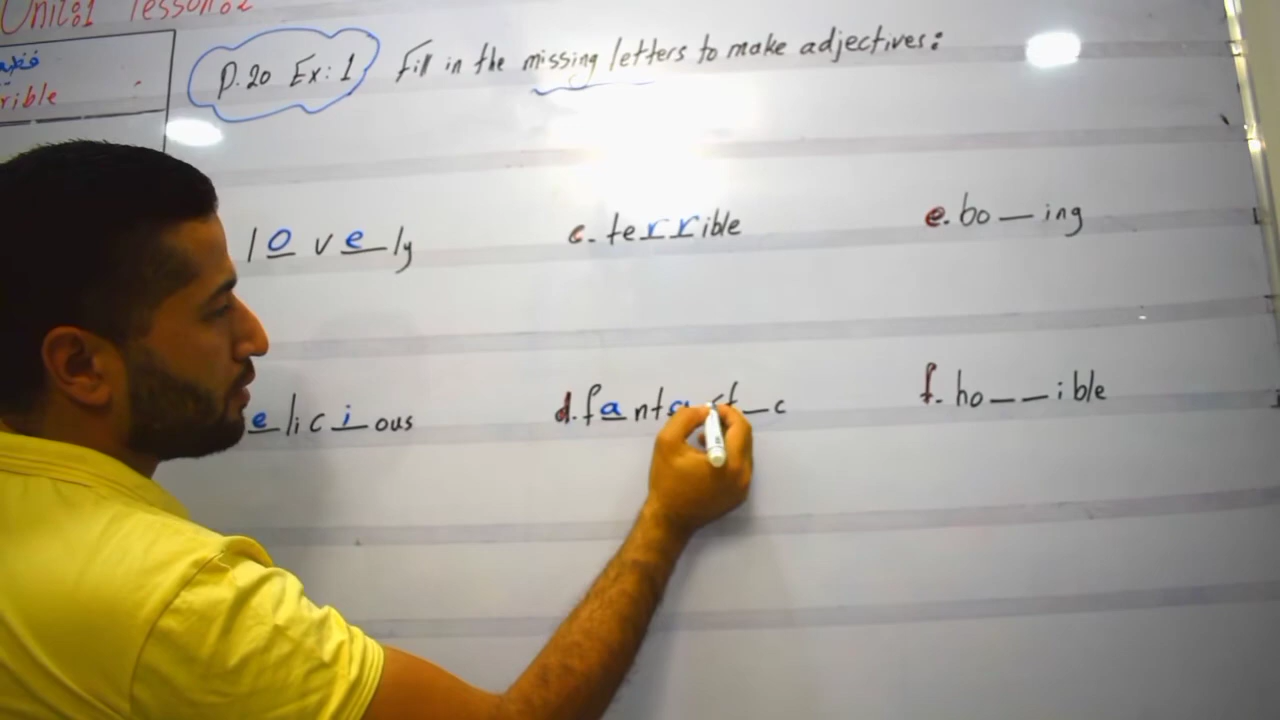 Unit:1 lesson:2
P.20 Ex:1 Fill in the missing letters to make adjectives:
rible
lovely c. terrible e. bo_ing
elicious d. fantast_c f. ho__ible